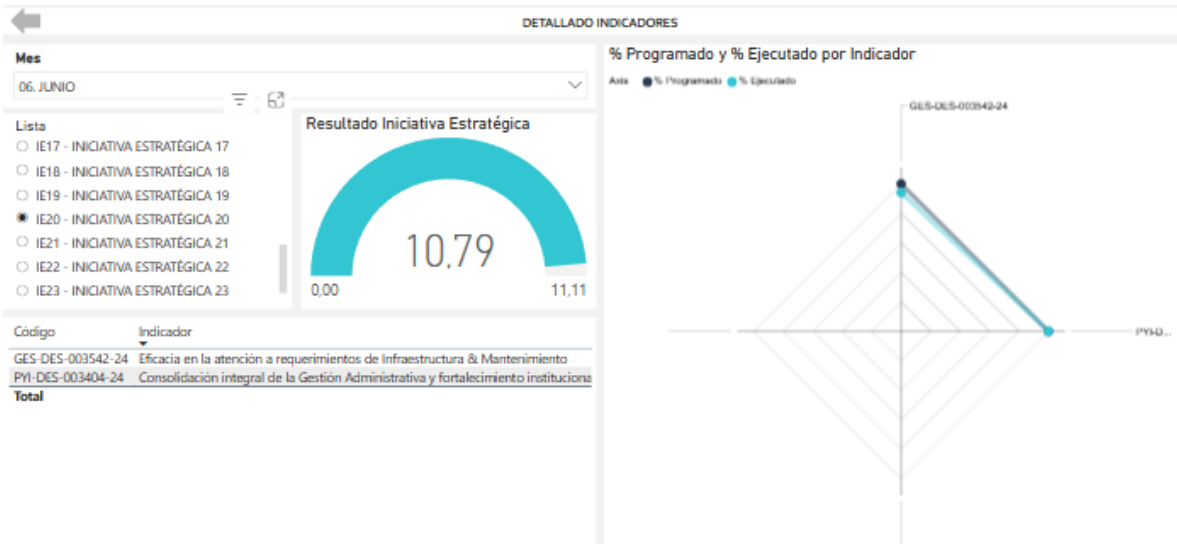 DETALLADO INDICADORES
Mes
06. JUNIO
Lista
IE17 - INICIATIVA ESTRATÉGICA 17
IE18 - INICIATIVA ESTRATÉGICA 18
IE19 - INICIATIVA ESTRATÉGICA 19
IE20 - INICIATIVA ESTRATÉGICA 20
IE21 - INICIATIVA ESTRATÉGICA 21
IE22 - INICIATIVA ESTRATÉGICA 22
IE23 - INICIATIVA ESTRATÉGICA 23
Resultado Iniciativa Estratégica
10,79
0,00
11,11
Código Indicador
GES-DES-003542-24 Eficacia en la atención a requerimientos de Infraestructura & Mantenimiento
PYI-DES-003404-24 Consolidación integral de la Gestión Administrativa y fortalecimiento instituciona
Total
% Programado y % Ejecutado por Indicador
Axis % Programado % Ejecutado
GES-DES-003542-24
PYI-D...